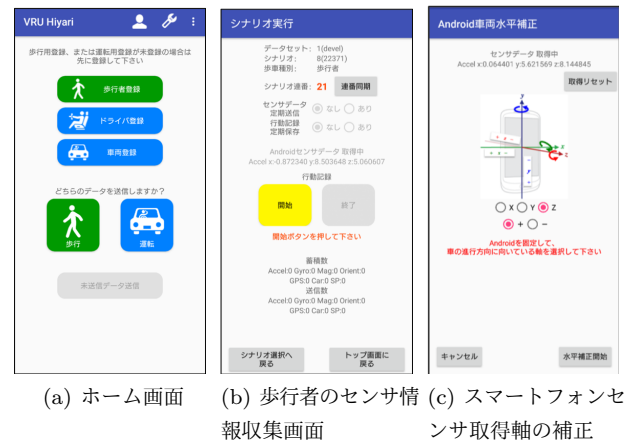 VRU Hiyari
歩行用登録、または運転用登録が未登録の場合は
先に登録して下さい
歩行者登録
ドライバ登録
車両登録
どちらのデータを送信しますか？
歩行
運転
未送信データ送信
(a) ホーム画面
シナリオ実行
データセット: 1(devel)
シナリオ: 8(22371)
歩車種別: 歩行者
シナリオ連番: 21 連番同期
センサデータ
定期送信 なし あり
行動記録
定期保存 なし あり
Androidセンサデータ 取得中
Accel x:-0.872340 y:8.503648 z:5.060607
行動記録
開始 終了
開始ボタンを押して下さい
蓄積数
Accel:0 Gyro:0 Mag:0 Orient:0
GPS:0 Car:0 SP:0
送信数
Accel:0 Gyro:0 Mag:0 Orient:0
GPS:0 Car:0 SP:0
シナリオ選択へ
戻る
トップ画面に
戻る
(b) 歩行者のセンサ情
報収集画面
Android車両水平補正
センサデータ 取得中
Accel x:0.064401 y:5.621569 z:8.144845
取得リセット
y
x
z
X Y Z
+ −
Androidを固定して、
車の進行方向に向いている軸を選択して下さい
キャンセル 水平補正開始
(c) スマートフォンセ
ンサ取得軸の補正